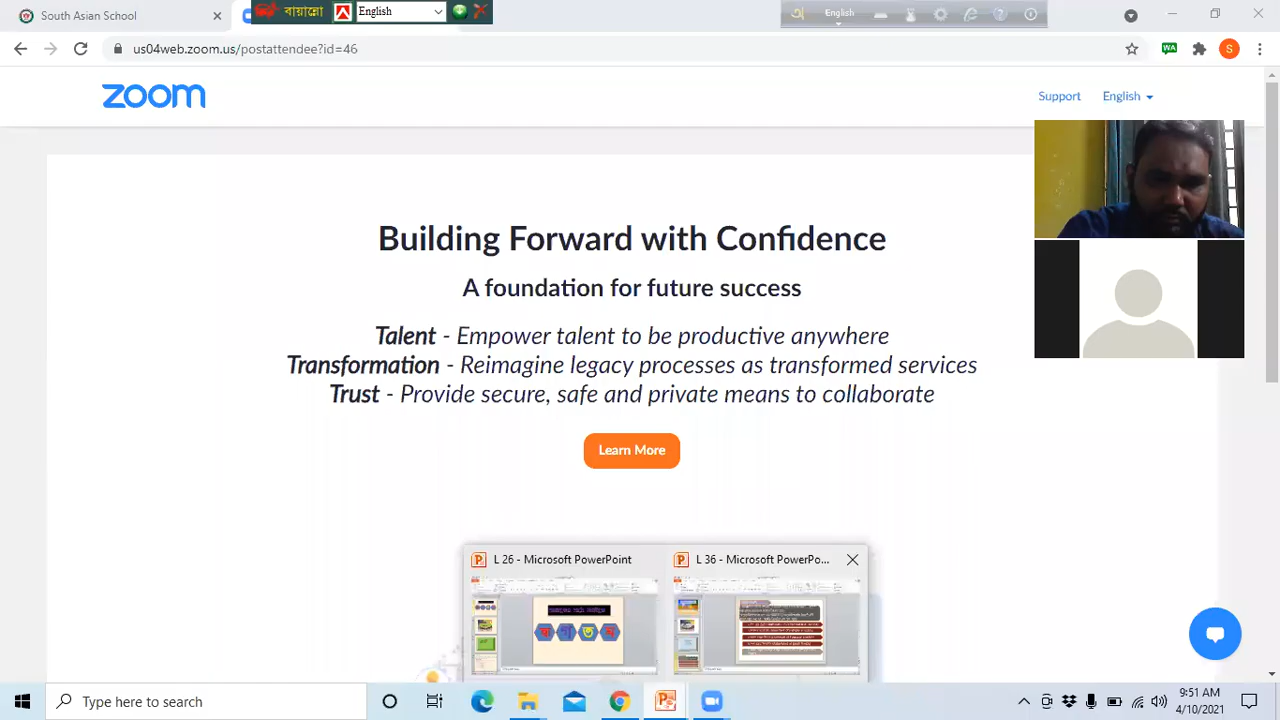 South Asian School
বায়ান্নো
English
English
us04web.zoom.us/postattendee?id=46
WA
S
zoom
Support
English
Building Forward with Confidence
A foundation for future success
Talent - Empower talent to be productive anywhere
Transformation - Reimagine legacy processes as transformed services
Trust - Provide secure, safe and private means to collaborate
Learn More
L 26 - Microsoft PowerPoint
L 36 - Microsoft PowerPo...
Type here to search
9:51 AM
4/10/2021